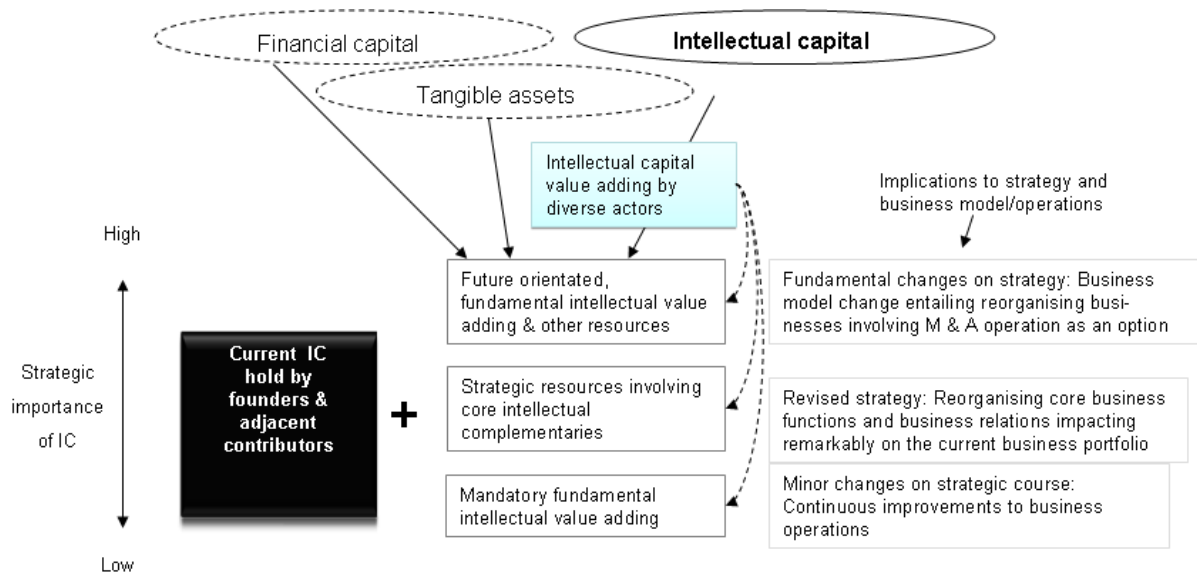 Financial capital
Intellectual capital
Tangible assets
Intellectual capital
value adding by
diverse actors
Implications to strategy and
business model/operations
High
Future orientated,
fundamental intellectual value
adding & other resources
Fundamental changes on strategy: Business
model change entailing reorganising busi-
nesses involving M & A operation as an option
Strategic
importance
of IC
Current IC
hold by
founders &
adjacent
contributors
+
Strategic resources involving
core intellectual
complementaries
Revised strategy: Reorganising core business
functions and business relations impacting
remarkably on the current business portfolio
Mandatory fundamental
intellectual value adding
Minor changes on strategic course:
Continuous improvements to business
operations
Low